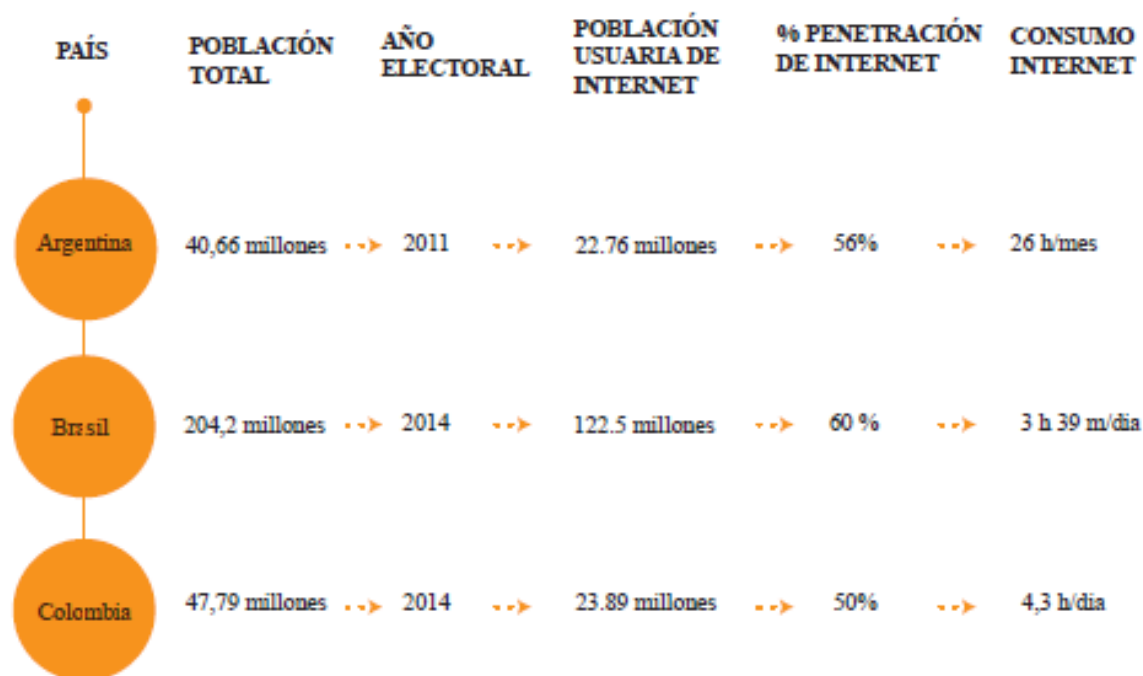 PAÍS
POBLACIÓN
TOTAL
AÑO
ELECTORAL
POBLACIÓN
USUARIA DE
INTERNET
% PENETRACIÓN
DE INTERNET
CONSUMO
INTERNET
Argentina 40,66 millones 2011 22.76 millones 56% 26 h/mes
Brasil 204,2 millones 2014 122.5 millones 60 % 3 h 39 m/dia
Colombia 47,79 millones 2014 23.89 millones 50% 4,3 h/dia